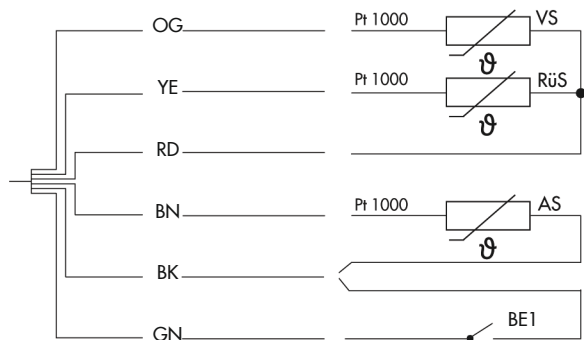 OG Pt 1000 VS
ϑ
YE Pt 1000 RüS
ϑ
RD
BN Pt 1000 AS
ϑ
BK
GN BE1